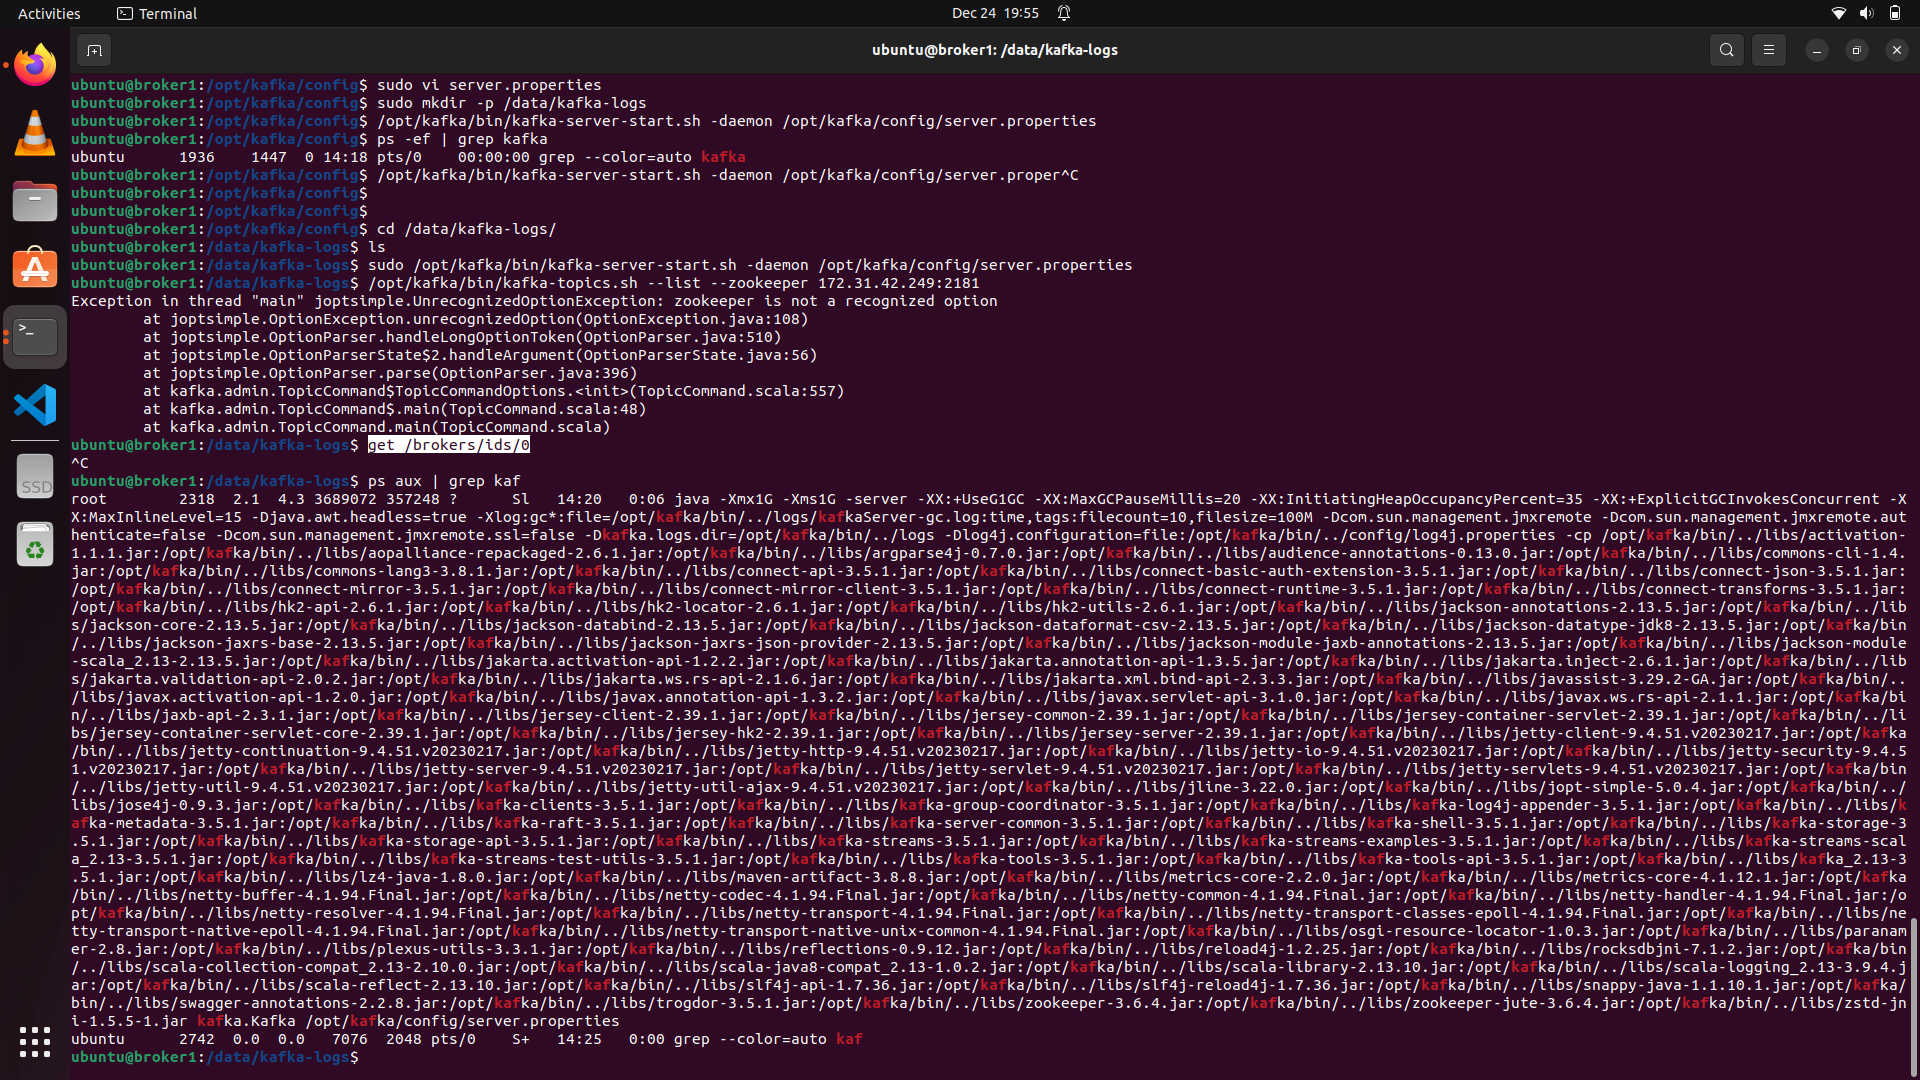 Activities
Terminal
Dec 24 19:55
ubuntu@broker1: /data/kafka-logs
ubuntu@broker1:/opt/kafka/config$ sudo vi server.properties
ubuntu@broker1:/opt/kafka/config$ sudo mkdir -p /data/kafka-logs
ubuntu@broker1:/opt/kafka/config$ /opt/kafka/bin/kafka-server-start.sh -daemon /opt/kafka/config/server.properties
ubuntu@broker1:/opt/kafka/config$ ps -ef | grep kafka
ubuntu      1936    1447  0 14:18 pts/0    00:00:00 grep --color=auto kafka
ubuntu@broker1:/opt/kafka/config$ /opt/kafka/bin/kafka-server-start.sh -daemon /opt/kafka/config/server.proper^C
ubuntu@broker1:/opt/kafka/config$
ubuntu@broker1:/opt/kafka/config$
ubuntu@broker1:/opt/kafka/config$ cd /data/kafka-logs/
ubuntu@broker1:/data/kafka-logs$ ls
ubuntu@broker1:/data/kafka-logs$ sudo /opt/kafka/bin/kafka-server-start.sh -daemon /opt/kafka/config/server.properties
ubuntu@broker1:/data/kafka-logs$ /opt/kafka/bin/kafka-topics.sh --list --zookeeper 172.31.42.249:2181
Exception in thread "main" joptsimple.UnrecognizedOptionException: zookeeper is not a recognized option
        at joptsimple.OptionException.unrecognizedOption(OptionException.java:108)
        at joptsimple.OptionParser.handleLongOptionToken(OptionParser.java:510)
        at joptsimple.OptionParserState$2.handleArgument(OptionParserState.java:56)
        at joptsimple.OptionParser.parse(OptionParser.java:396)
        at kafka.admin.TopicCommand$TopicCommandOptions.<init>(TopicCommand.scala:557)
        at kafka.admin.TopicCommand$.main(TopicCommand.scala:48)
        at kafka.admin.TopicCommand.main(TopicCommand.scala)
ubuntu@broker1:/data/kafka-logs$ get /brokers/ids/0
^C
ubuntu@broker1:/data/kafka-logs$ ps aux | grep kaf
root        2318  2.1  4.3 3689072 357248 ?      Sl   14:20   0:06 java -Xmx1G -Xms1G -server -XX:+UseG1GC -XX:MaxGCPauseMillis=20 -XX:InitiatingHeapOccupancyPercent=35 -XX:+ExplicitGCInvokesConcurrent -X
X:MaxInlineLevel=15 -Djava.awt.headless=true -Xlog:gc*:file=/opt/kafka/bin/../logs/kafkaServer-gc.log:time,tags:filecount=10,filesize=100M -Dcom.sun.management.jmxremote -Dcom.sun.management.jmxremote.aut
henticate=false -Dcom.sun.management.jmxremote.ssl=false -Dkafka.logs.dir=/opt/kafka/bin/../logs -Dlog4j.configuration=file:/opt/kafka/bin/../config/log4j.properties -cp /opt/kafka/bin/../libs/activation-
1.1.1.jar:/opt/kafka/bin/../libs/aopalliance-repackaged-2.6.1.jar:/opt/kafka/bin/../libs/argparse4j-0.7.0.jar:/opt/kafka/bin/../libs/audience-annotations-0.13.0.jar:/opt/kafka/bin/../libs/commons-cli-1.4.
jar:/opt/kafka/bin/../libs/commons-lang3-3.8.1.jar:/opt/kafka/bin/../libs/connect-api-3.5.1.jar:/opt/kafka/bin/../libs/connect-basic-auth-extension-3.5.1.jar:/opt/kafka/bin/../libs/connect-json-3.5.1.jar:
/opt/kafka/bin/../libs/connect-mirror-3.5.1.jar:/opt/kafka/bin/../libs/connect-mirror-client-3.5.1.jar:/opt/kafka/bin/../libs/connect-runtime-3.5.1.jar:/opt/kafka/bin/../libs/connect-transforms-3.5.1.jar:
/opt/kafka/bin/../libs/hk2-api-2.6.1.jar:/opt/kafka/bin/../libs/hk2-locator-2.6.1.jar:/opt/kafka/bin/../libs/hk2-utils-2.6.1.jar:/opt/kafka/bin/../libs/jackson-annotations-2.13.5.jar:/opt/kafka/bin/../lib
s/jackson-core-2.13.5.jar:/opt/kafka/bin/../libs/jackson-databind-2.13.5.jar:/opt/kafka/bin/../libs/jackson-dataformat-csv-2.13.5.jar:/opt/kafka/bin/../libs/jackson-datatype-jdk8-2.13.5.jar:/opt/kafka/bin
/../libs/jackson-jaxrs-base-2.13.5.jar:/opt/kafka/bin/../libs/jackson-jaxrs-json-provider-2.13.5.jar:/opt/kafka/bin/../libs/jackson-module-jaxb-annotations-2.13.5.jar:/opt/kafka/bin/../libs/jackson-module
-scala_2.13-2.13.5.jar:/opt/kafka/bin/../libs/jakarta.activation-api-1.2.2.jar:/opt/kafka/bin/../libs/jakarta.annotation-api-1.3.5.jar:/opt/kafka/bin/../libs/jakarta.inject-2.6.1.jar:/opt/kafka/bin/../lib
s/jakarta.validation-api-2.0.2.jar:/opt/kafka/bin/../libs/jakarta.ws.rs-api-2.1.6.jar:/opt/kafka/bin/../libs/jakarta.xml.bind-api-2.3.3.jar:/opt/kafka/bin/../libs/javassist-3.29.2-GA.jar:/opt/kafka/bin/..
/libs/javax.activation-api-1.2.0.jar:/opt/kafka/bin/../libs/javax.annotation-api-1.3.2.jar:/opt/kafka/bin/../libs/javax.servlet-api-3.1.0.jar:/opt/kafka/bin/../libs/javax.ws.rs-api-2.1.1.jar:/opt/kafka/bi
n/../libs/jaxb-api-2.3.1.jar:/opt/kafka/bin/../libs/jersey-client-2.39.1.jar:/opt/kafka/bin/../libs/jersey-common-2.39.1.jar:/opt/kafka/bin/../libs/jersey-container-servlet-2.39.1.jar:/opt/kafka/bin/../li
bs/jersey-container-servlet-core-2.39.1.jar:/opt/kafka/bin/../libs/jersey-hk2-2.39.1.jar:/opt/kafka/bin/../libs/jersey-server-2.39.1.jar:/opt/kafka/bin/../libs/jetty-client-9.4.51.v20230217.jar:/opt/kafka
/bin/../libs/jetty-continuation-9.4.51.v20230217.jar:/opt/kafka/bin/../libs/jetty-http-9.4.51.v20230217.jar:/opt/kafka/bin/../libs/jetty-io-9.4.51.v20230217.jar:/opt/kafka/bin/../libs/jetty-security-9.4.5
1.v20230217.jar:/opt/kafka/bin/../libs/jetty-server-9.4.51.v20230217.jar:/opt/kafka/bin/../libs/jetty-servlet-9.4.51.v20230217.jar:/opt/kafka/bin/../libs/jetty-servlets-9.4.51.v20230217.jar:/opt/kafka/bin
/../libs/jetty-util-9.4.51.v20230217.jar:/opt/kafka/bin/../libs/jetty-util-ajax-9.4.51.v20230217.jar:/opt/kafka/bin/../libs/jline-3.22.0.jar:/opt/kafka/bin/../libs/jopt-simple-5.0.4.jar:/opt/kafka/bin/../
libs/jose4j-0.9.3.jar:/opt/kafka/bin/../libs/kafka-clients-3.5.1.jar:/opt/kafka/bin/../libs/kafka-group-coordinator-3.5.1.jar:/opt/kafka/bin/../libs/kafka-log4j-appender-3.5.1.jar:/opt/kafka/bin/../libs/k
afka-metadata-3.5.1.jar:/opt/kafka/bin/../libs/kafka-raft-3.5.1.jar:/opt/kafka/bin/../libs/kafka-server-common-3.5.1.jar:/opt/kafka/bin/../libs/kafka-shell-3.5.1.jar:/opt/kafka/bin/../libs/kafka-storage-3
.5.1.jar:/opt/kafka/bin/../libs/kafka-storage-api-3.5.1.jar:/opt/kafka/bin/../libs/kafka-streams-3.5.1.jar:/opt/kafka/bin/../libs/kafka-streams-examples-3.5.1.jar:/opt/kafka/bin/../libs/kafka-streams-scal
a_2.13-3.5.1.jar:/opt/kafka/bin/../libs/kafka-streams-test-utils-3.5.1.jar:/opt/kafka/bin/../libs/kafka-tools-3.5.1.jar:/opt/kafka/bin/../libs/kafka-tools-api-3.5.1.jar:/opt/kafka/bin/../libs/kafka_2.13-3
.5.1.jar:/opt/kafka/bin/../libs/lz4-java-1.8.0.jar:/opt/kafka/bin/../libs/maven-artifact-3.8.8.jar:/opt/kafka/bin/../libs/metrics-core-2.2.0.jar:/opt/kafka/bin/../libs/metrics-core-4.1.12.1.jar:/opt/kafka
/bin/../libs/netty-buffer-4.1.94.Final.jar:/opt/kafka/bin/../libs/netty-codec-4.1.94.Final.jar:/opt/kafka/bin/../libs/netty-common-4.1.94.Final.jar:/opt/kafka/bin/../libs/netty-handler-4.1.94.Final.jar:/o
pt/kafka/bin/../libs/netty-resolver-4.1.94.Final.jar:/opt/kafka/bin/../libs/netty-transport-4.1.94.Final.jar:/opt/kafka/bin/../libs/netty-transport-classes-epoll-4.1.94.Final.jar:/opt/kafka/bin/../libs/ne
tty-transport-native-epoll-4.1.94.Final.jar:/opt/kafka/bin/../libs/netty-transport-native-unix-common-4.1.94.Final.jar:/opt/kafka/bin/../libs/osgi-resource-locator-1.0.3.jar:/opt/kafka/bin/../libs/paranam
er-2.8.jar:/opt/kafka/bin/../libs/plexus-utils-3.3.1.jar:/opt/kafka/bin/../libs/reflections-0.9.12.jar:/opt/kafka/bin/../libs/reload4j-1.2.25.jar:/opt/kafka/bin/../libs/rocksdbjni-7.1.2.jar:/opt/kafka/bin
/../libs/scala-collection-compat_2.13-2.10.0.jar:/opt/kafka/bin/../libs/scala-java8-compat_2.13-1.0.2.jar:/opt/kafka/bin/../libs/scala-library-2.13.10.jar:/opt/kafka/bin/../libs/scala-logging_2.13-3.9.4.j
ar:/opt/kafka/bin/../libs/scala-reflect-2.13.10.jar:/opt/kafka/bin/../libs/slf4j-api-1.7.36.jar:/opt/kafka/bin/../libs/slf4j-reload4j-1.7.36.jar:/opt/kafka/bin/../libs/snappy-java-1.1.10.1.jar:/opt/kafka/
bin/../libs/swagger-annotations-2.2.8.jar:/opt/kafka/bin/../libs/trogdor-3.5.1.jar:/opt/kafka/bin/../libs/zookeeper-3.6.4.jar:/opt/kafka/bin/../libs/zookeeper-jute-3.6.4.jar:/opt/kafka/bin/../libs/zstd-jn
i-1.5.5-1.jar kafka.Kafka /opt/kafka/config/server.properties
ubuntu      2742  0.0  0.0   7076  2048 pts/0    S+   14:25   0:00 grep --color=auto kaf
ubuntu@broker1:/data/kafka-logs$
SSD